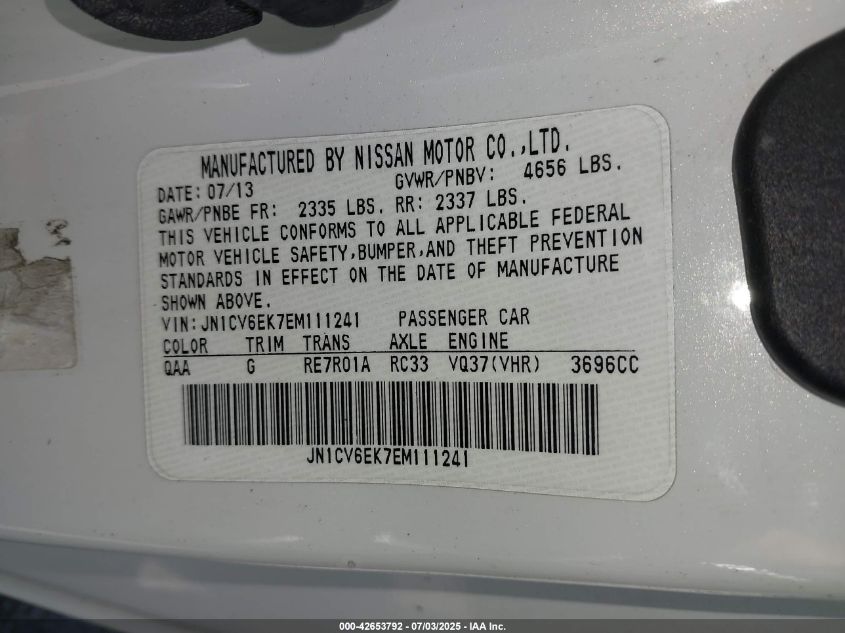 MANUFACTURED BY NISSAN MOTOR CO.,LTD.
DATE: 07/13 GVWR/PNBV: 4656 LBS.
GAWR/PNBE FR: 2335 LBS. RR: 2337 LBS.
THIS VEHICLE CONFORMS TO ALL APPLICABLE FEDERAL
MOTOR VEHICLE SAFETY,BUMPER,AND THEFT PREVENTION
STANDARDS IN EFFECT ON THE DATE OF MANUFACTURE
SHOWN ABOVE.
VIN: JN1CV6EK7EM111241 PASSENGER CAR
COLOR TRIM TRANS AXLE ENGINE
QAA G RE7R01A RC33 VQ37(VHR) 3696CC
JN1CV6EK7EM111241
000-42653792 - 07/03/2025 - IAA Inc.